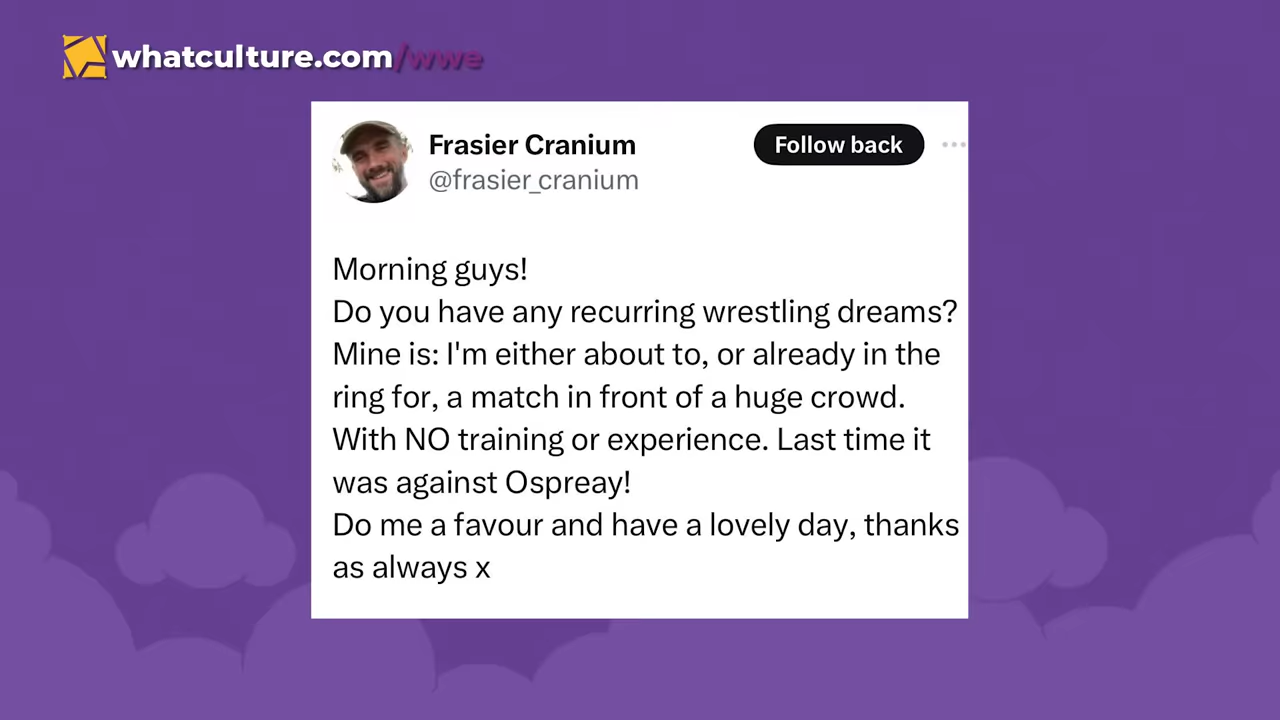 whatculture.com/wwe
Frasier Cranium
@frasier_cranium
Follow back
Morning guys!
Do you have any recurring wrestling dreams?
Mine is: I'm either about to, or already in the
ring for, a match in front of a huge crowd.
With NO training or experience. Last time it
was against Ospreay!
Do me a favour and have a lovely day, thanks
as always x